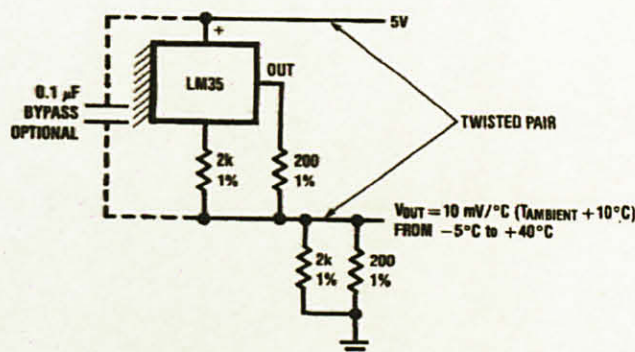 5V
+
OUT
LM35
0.1 µF
BYPASS
OPTIONAL
TWISTED PAIR
2k
1%
200
1%
VOUT = 10 mV/°C (TAMBIENT + 10°C)
FROM −5°C to +40°C
2k
1%
200
1%